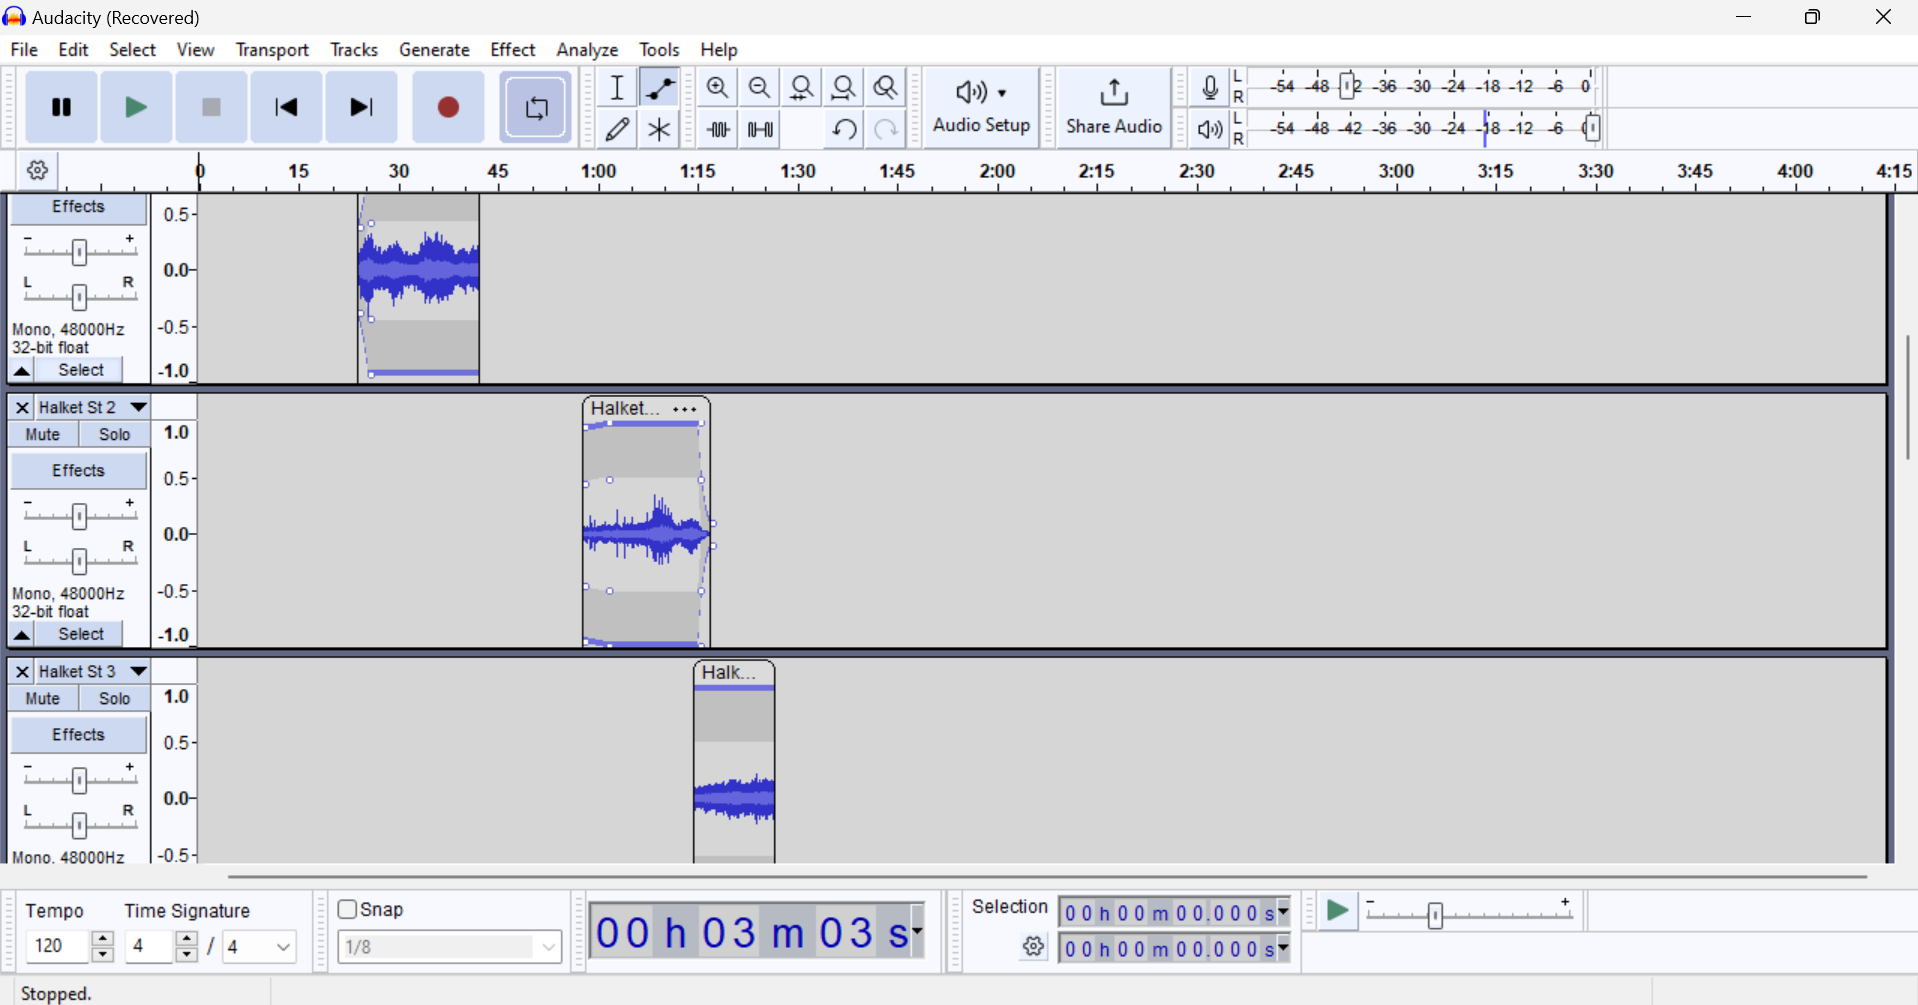 Audacity (Recovered)
File Edit Select View Transport Tracks Generate Effect Analyze Tools Help
L
R
-54 -48 -36 -30 -24 -18 -12 -6 0
Audio Setup
Share Audio
L
R
-54 -48 -42 -36 -30 -24 -18 -12 -6
0 15 30 45 1:00 1:15 1:30 1:45 2:00 2:15 2:30 2:45 3:00 3:15 3:30 3:45 4:00 4:15
Effects
- +
L R
Mono, 48000Hz
32-bit float
Select
0.5
0.0
-0.5
-1.0
Halket St 2
Mute Solo
Effects
- +
L R
Mono, 48000Hz
32-bit float
Select
1.0
0.5
0.0
-0.5
-1.0
Halket... •••
Halket St 3
Mute Solo
Effects
- +
L R
Mono, 48000Hz
1.0
0.5
0.0
-0.5
Halk...
Tempo
120
Time Signature
4 / 4
Snap
1/8
00 h 03 m 03 s
Selection
00 h 00 m 00.000 s
00 h 00 m 00.000 s
- +
Stopped.